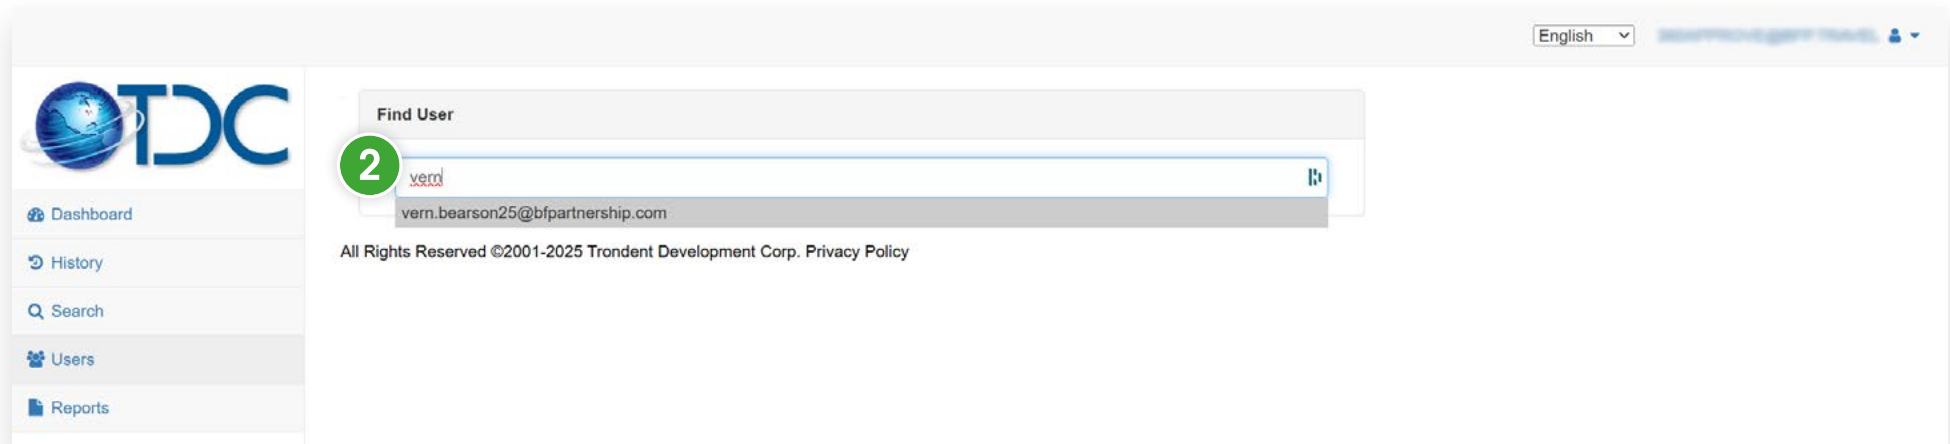 English
TDC
Find User
2
vern
vern.bearson25@bfpartnership.com
Dashboard
History
Search
Users
Reports
All Rights Reserved ©2001-2025 Trondent Development Corp. Privacy Policy